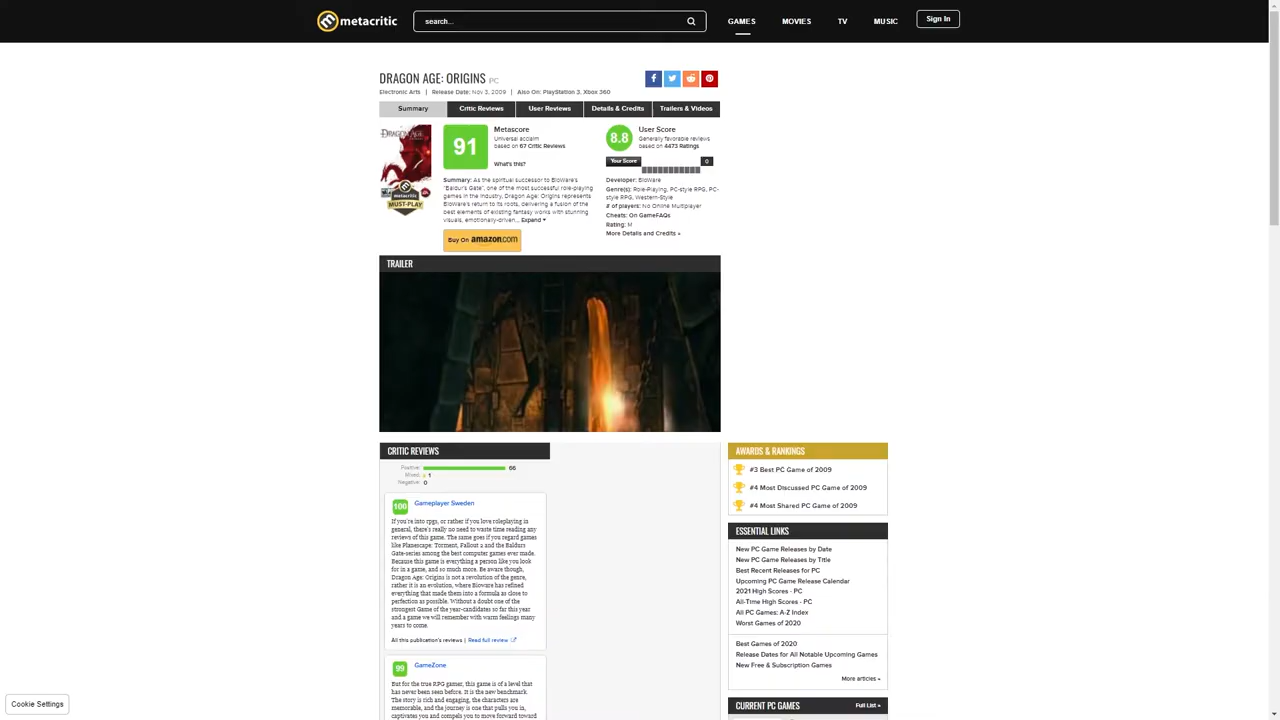 metacritic
search...
GAMES
MOVIES
TV
MUSIC
Sign In
DRAGON AGE: ORIGINS PC
Electronic Arts | Release Date: Nov 3, 2009 | Also On: PlayStation 3, Xbox 360
Summary
Critic Reviews
User Reviews
Details & Credits
Trailers & Videos
91
Metascore
Universal acclaim
based on 67 Critic Reviews
What's this?
Summary: As the spiritual successor to BioWare's
"Baldur's Gate", one of the most successful role-playing
games in the industry, Dragon Age: Origins represents
BioWare's return to its roots, delivering a fusion of the
best elements of existing fantasy works with stunning
visuals, emotionally-driven... Expand
Buy On amazon.com
8.8
User Score
Generally favorable reviews
based on 4473 Ratings
Your Score
0
Developer: BioWare
Genre(s): Role-Playing, PC-style RPG, PC-
style RPG, Western-Style
# of players: No Online Multiplayer
Cheats: On GameFAQs
Rating: M
More Details and Credits »
DRAGON AGE
metacritic
MUST-PLAY
TRAILER
CRITIC REVIEWS
Positive: 66
Mixed: 1
Negative: 0
100
Gameplayer Sweden
If you're into rpgs, or rather if you love roleplaying in
general, there's really no need to waste time reading any
reviews of this game. The same goes if you regard games
like Planescape: Torment, Fallout 2 and the Baldurs
Gate-series among the best computer games ever made.
Because this game is everything a person like you look
for in a game, and so much more. Be aware though,
Dragon Age: Origins is not a revolution of the genre,
rather it is an evolution, where Bioware has refined
everything that made them into a formula as close to
perfection as possible. Without a doubt one of the
strongest Game of the year-candidates so far this year
and a game we will remember with warm feelings many
years to come.
All this publication's reviews | Read full review
99
GameZone
But for the true RPG gamer, this game is of a level that
has never been seen before. It is the new benchmark.
The story is rich and engaging, the characters are
memorable, and the journey is one that pulls you in,
captivates you and compels you to move forward toward
AWARDS & RANKINGS
#3 Best PC Game of 2009
#4 Most Discussed PC Game of 2009
#4 Most Shared PC Game of 2009
ESSENTIAL LINKS
New PC Game Releases by Date
New PC Game Releases by Title
Best Recent Releases for PC
Upcoming PC Game Release Calendar
2021 High Scores - PC
All-Time High Scores - PC
All PC Games: A-Z Index
Worst Games of 2020
Best Games of 2020
Release Dates for All Notable Upcoming Games
New Free & Subscription Games
More articles »
CURRENT PC GAMES
Full List »
Cookie Settings